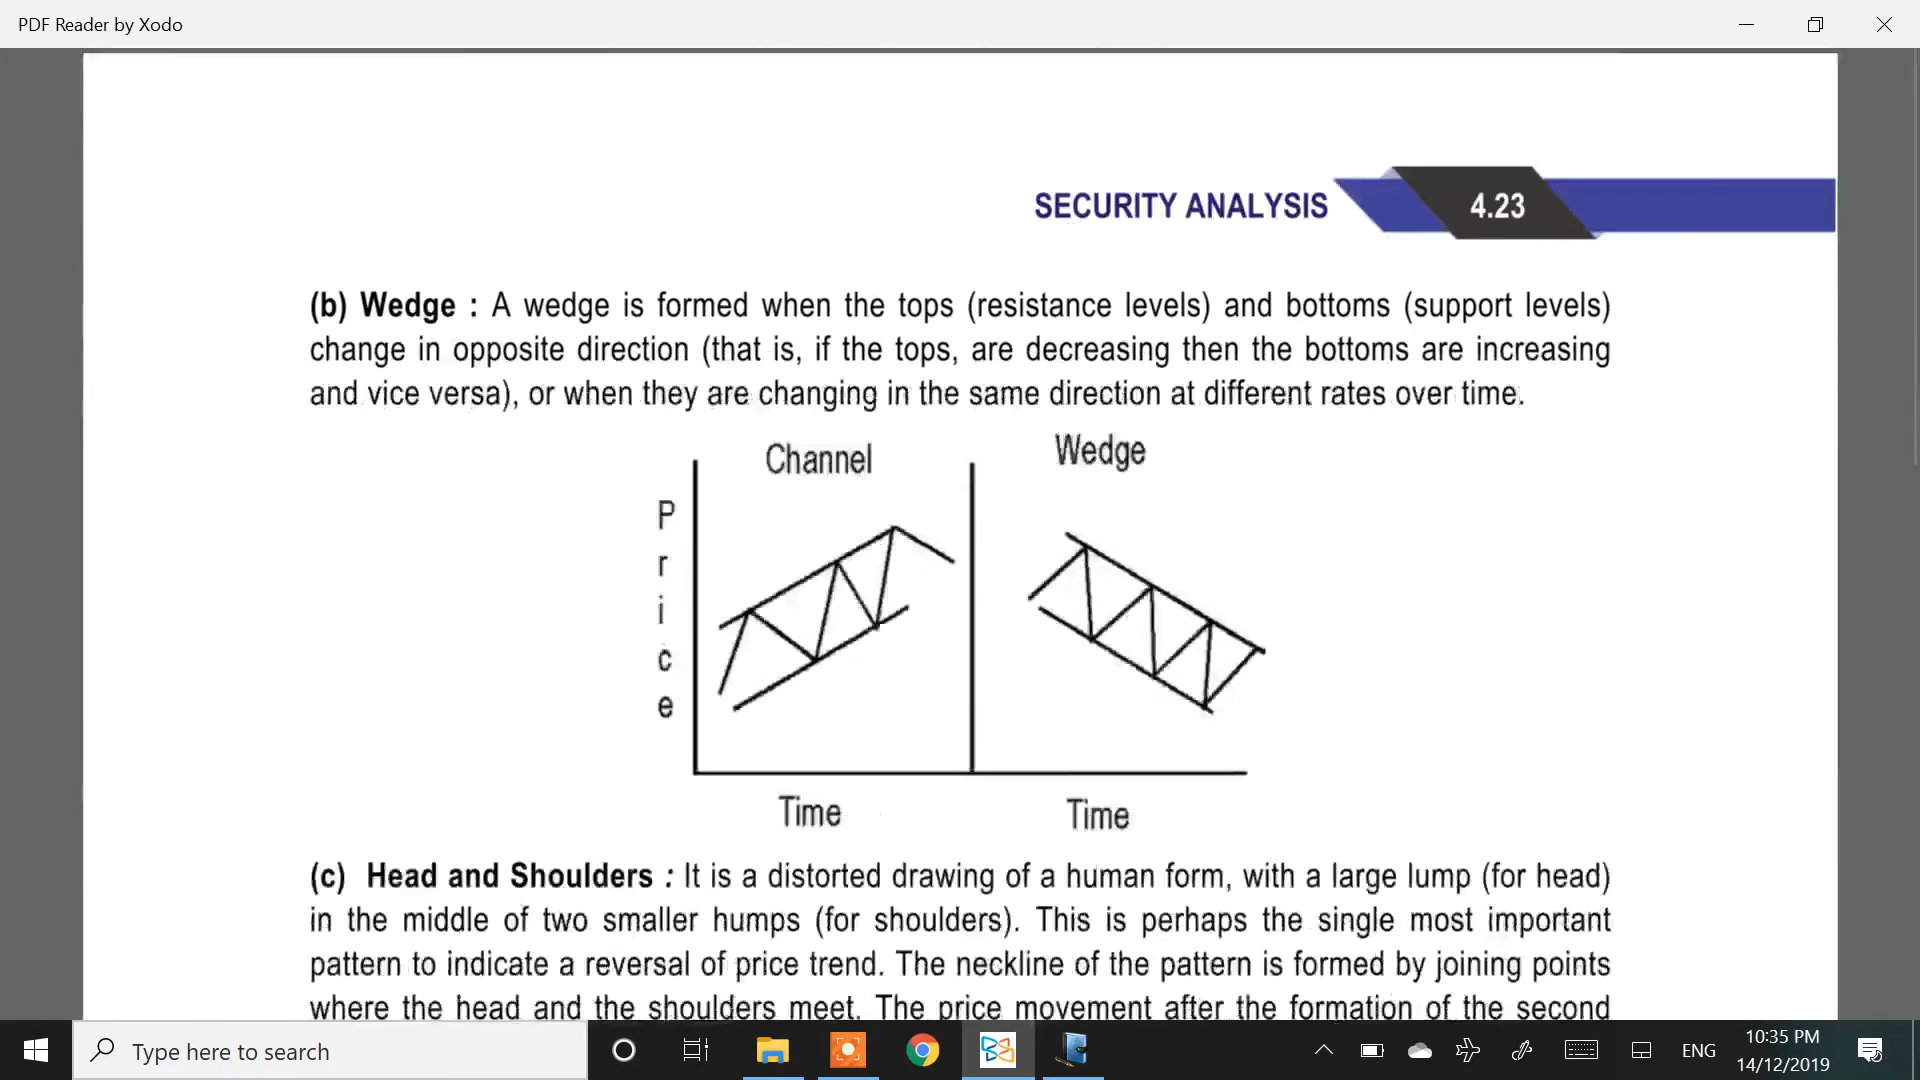 PDF Reader by Xodo
SECURITY ANALYSIS 4.23
(b) Wedge : A wedge is formed when the tops (resistance levels) and bottoms (support levels)
change in opposite direction (that is, if the tops, are decreasing then the bottoms are increasing
and vice versa), or when they are changing in the same direction at different rates over time.
Channel
Wedge
P
r
i
c
e
Time
Time
(c) Head and Shoulders : It is a distorted drawing of a human form, with a large lump (for head)
in the middle of two smaller humps (for shoulders). This is perhaps the single most important
pattern to indicate a reversal of price trend. The neckline of the pattern is formed by joining points
where the head and the shoulders meet. The price movement after the formation of the second
Type here to search
ENG
10:35 PM
14/12/2019